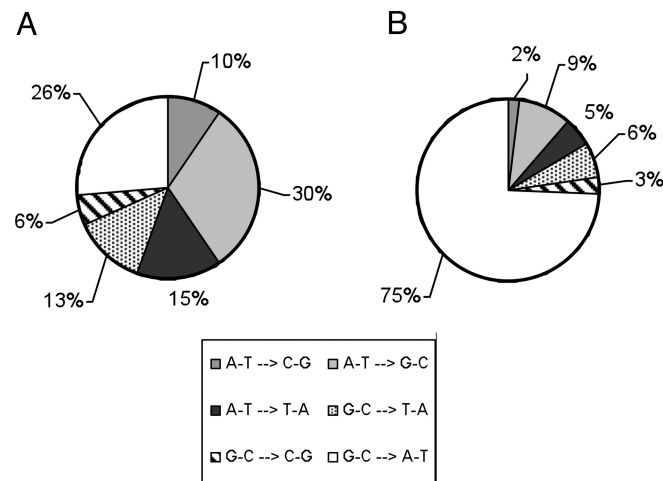 A
B
10%
2%
9%
26%
5%
6%
30%
3%
6%
13%
15%
75%
A-T --> C-G A-T --> G-C
A-T --> T-A G-C --> T-A
G-C --> C-G G-C --> A-T